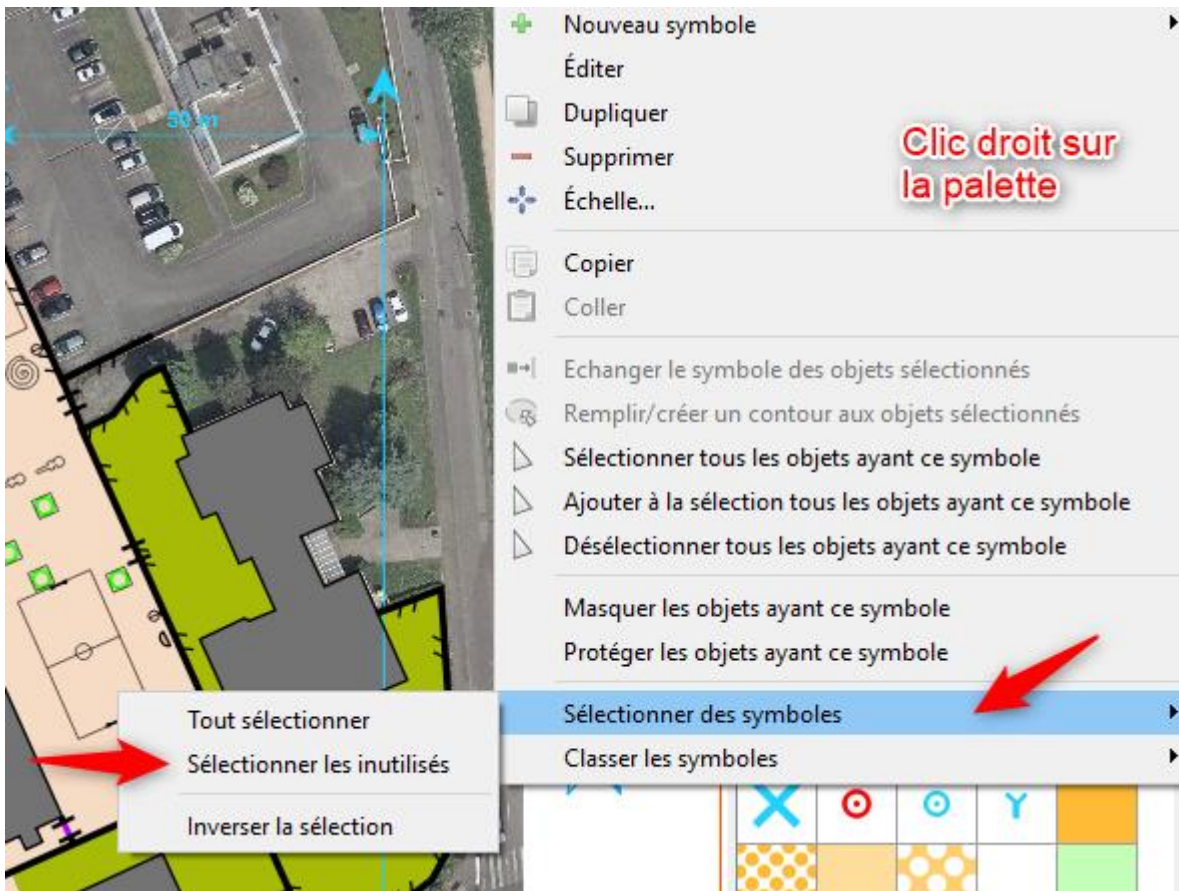 Nouveau symbole
Éditer
Dupliquer
Supprimer
Échelle...
Clic droit sur
la palette
50 m
Copier
Coller
Echanger le symbole des objets sélectionnés
Remplir/créer un contour aux objets sélectionnés
Sélectionner tous les objets ayant ce symbole
Ajouter à la sélection tous les objets ayant ce symbole
Désélectionner tous les objets ayant ce symbole
Masquer les objets ayant ce symbole
Protéger les objets ayant ce symbole
Sélectionner des symboles
Classer les symboles
Tout sélectionner
Sélectionner les inutilisés
Inverser la sélection